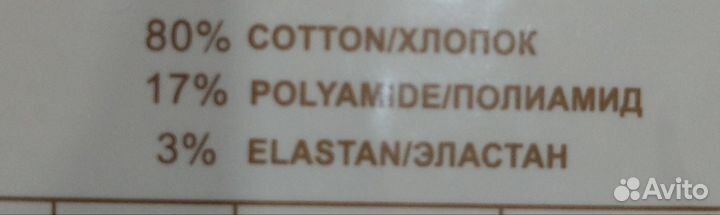 80% COTTON/ХЛОПОК
17% POLYAMIDE/ПОЛИАМИД
3% ELASTAN/ЭЛАСТАН
Avito